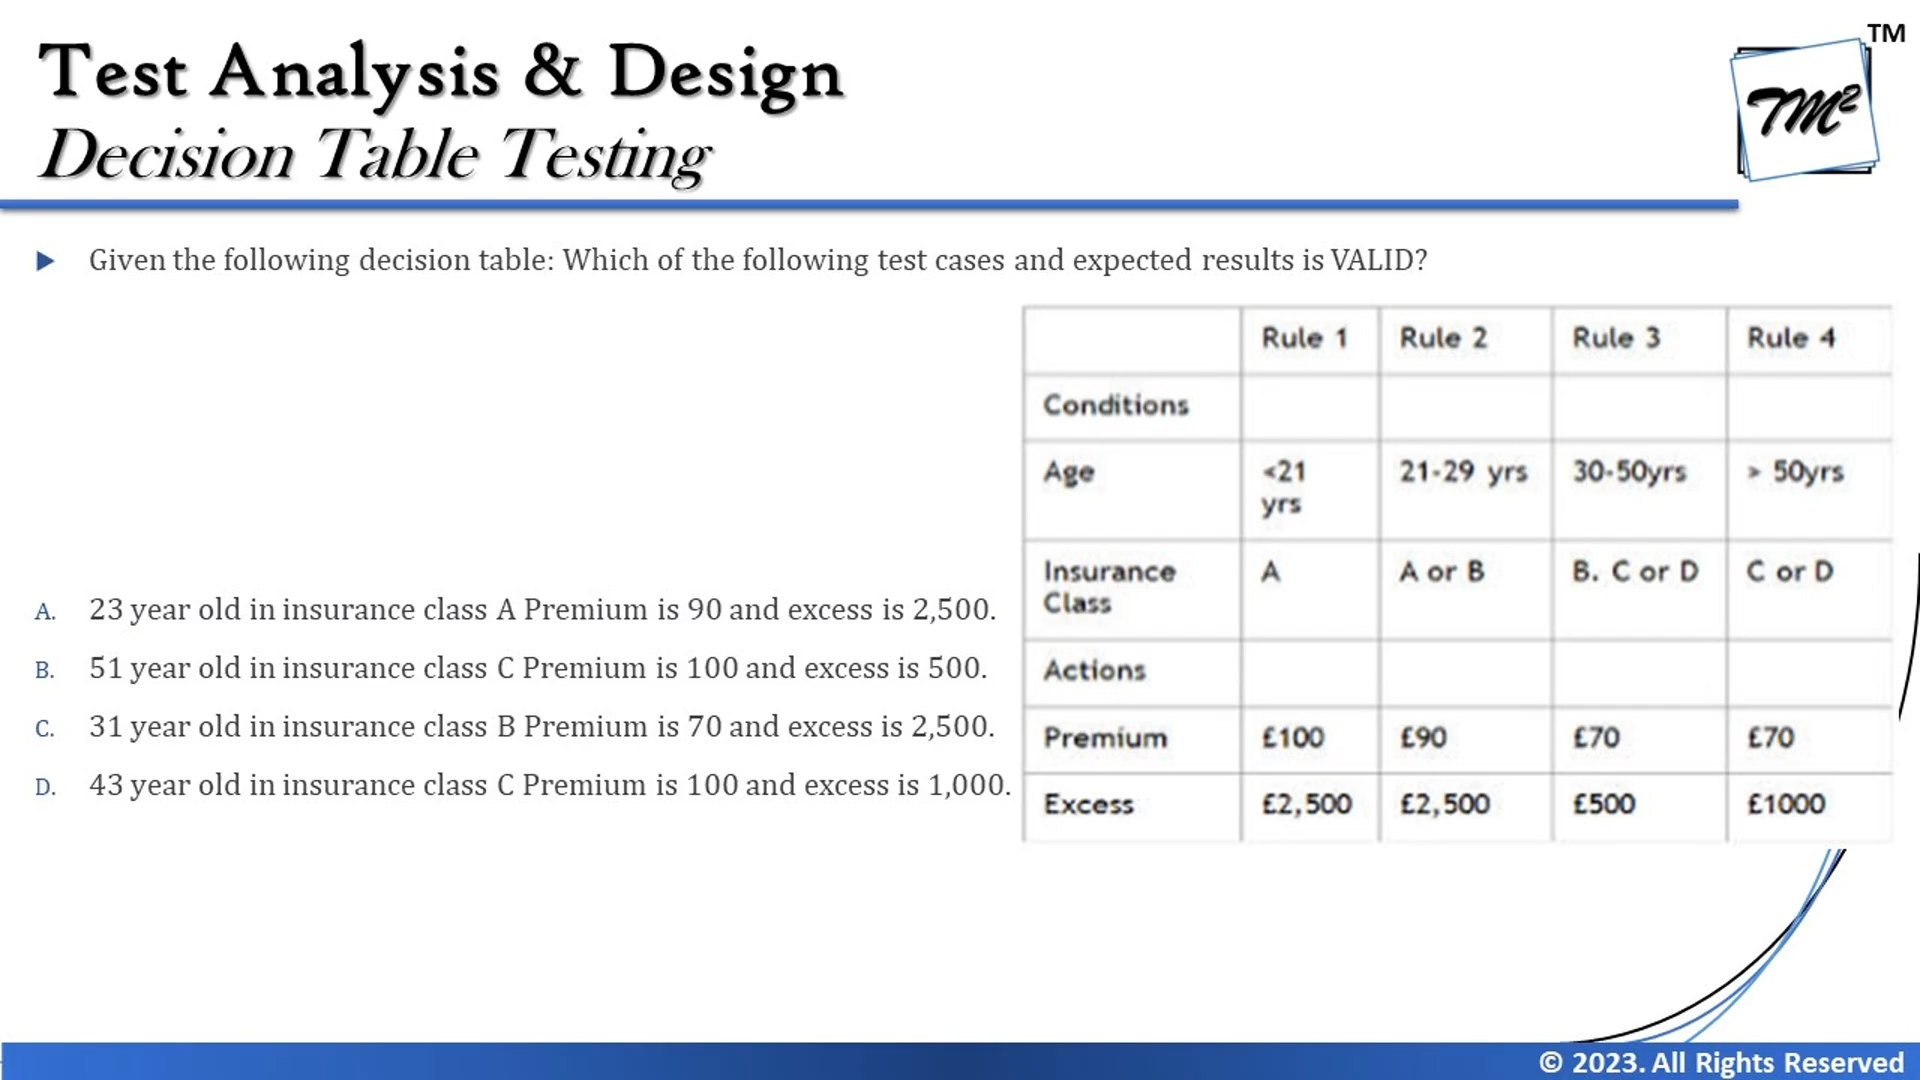 Test Analysis & Design
TM
Decision Table Testing
TM²
Given the following decision table: Which of the following test cases and expected results is VALID?
A. 23 year old in insurance class A Premium is 90 and excess is 2,500.
B. 51 year old in insurance class C Premium is 100 and excess is 500.
C. 31 year old in insurance class B Premium is 70 and excess is 2,500.
D. 43 year old in insurance class C Premium is 100 and excess is 1,000.
Rule 1 Rule 2 Rule 3 Rule 4
Conditions
Age <21 yrs 21-29 yrs 30-50yrs > 50yrs
Insurance Class A A or B B. C or D C or D
Actions
Premium £100 £90 £70 £70
Excess £2,500 £2,500 £500 £1000
© 2023. All Rights Reserved